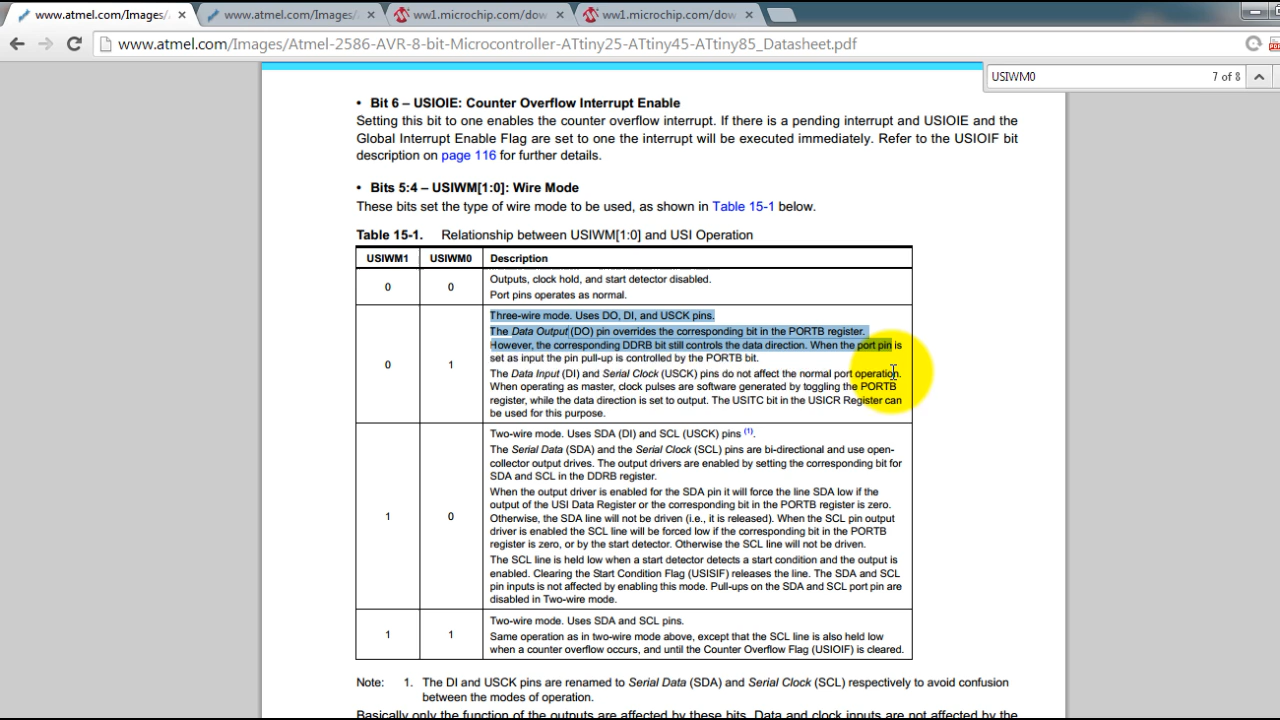 www.atmel.com/Images/
www.atmel.com/Images/
ww1.microchip.com/dow
ww1.microchip.com/dow
www.atmel.com/Images/Atmel-2586-AVR-8-bit-Microcontroller-ATtiny25-ATtiny45-ATtiny85_Datasheet.pdf
USIWM0 7 of 8
• Bit 6 – USIOIE: Counter Overflow Interrupt Enable
Setting this bit to one enables the counter overflow interrupt. If there is a pending interrupt and USIOIE and the
Global Interrupt Enable Flag are set to one the interrupt will be executed immediately. Refer to the USIOIF bit
description on page 116 for further details.
• Bits 5:4 – USIWM[1:0]: Wire Mode
These bits set the type of wire mode to be used, as shown in Table 15-1 below.
Table 15-1. Relationship between USIWM[1:0] and USI Operation
USIWM1 USIWM0 Description
0 0
Outputs, clock hold, and start detector disabled.
Port pins operates as normal.
0 1
Three-wire mode. Uses DO, DI, and USCK pins.
The Data Output (DO) pin overrides the corresponding bit in the PORTB register.
However, the corresponding DDRB bit still controls the data direction. When the port pin is
set as input the pin pull-up is controlled by the PORTB bit.
The Data Input (DI) and Serial Clock (USCK) pins do not affect the normal port operation.
When operating as master, clock pulses are software generated by toggling the PORTB
register, while the data direction is set to output. The USITC bit in the USICR Register can
be used for this purpose.
1 0
Two-wire mode. Uses SDA (DI) and SCL (USCK) pins (1).
The Serial Data (SDA) and the Serial Clock (SCL) pins are bi-directional and use open-
collector output drives. The output drivers are enabled by setting the corresponding bit for
SDA and SCL in the DDRB register.
When the output driver is enabled for the SDA pin it will force the line SDA low if the
output of the USI Data Register or the corresponding bit in the PORTB register is zero.
Otherwise, the SDA line will not be driven (i.e., it is released). When the SCL pin output
driver is enabled the SCL line will be forced low if the corresponding bit in the PORTB
register is zero, or by the start detector. Otherwise the SCL line will not be driven.
The SCL line is held low when a start detector detects a start condition and the output is
enabled. Clearing the Start Condition Flag (USISIF) releases the line. The SDA and SCL
pin inputs is not affected by enabling this mode. Pull-ups on the SDA and SCL port pin are
disabled in Two-wire mode.
1 1
Two-wire mode. Uses SDA and SCL pins.
Same operation as in two-wire mode above, except that the SCL line is also held low
when a counter overflow occurs, and until the Counter Overflow Flag (USIOIF) is cleared.
Note: 1. The DI and USCK pins are renamed to Serial Data (SDA) and Serial Clock (SCL) respectively to avoid confusion
between the modes of operation.
Basically only the function of the outputs are affected by these bits. Data and clock inputs are not affected by the